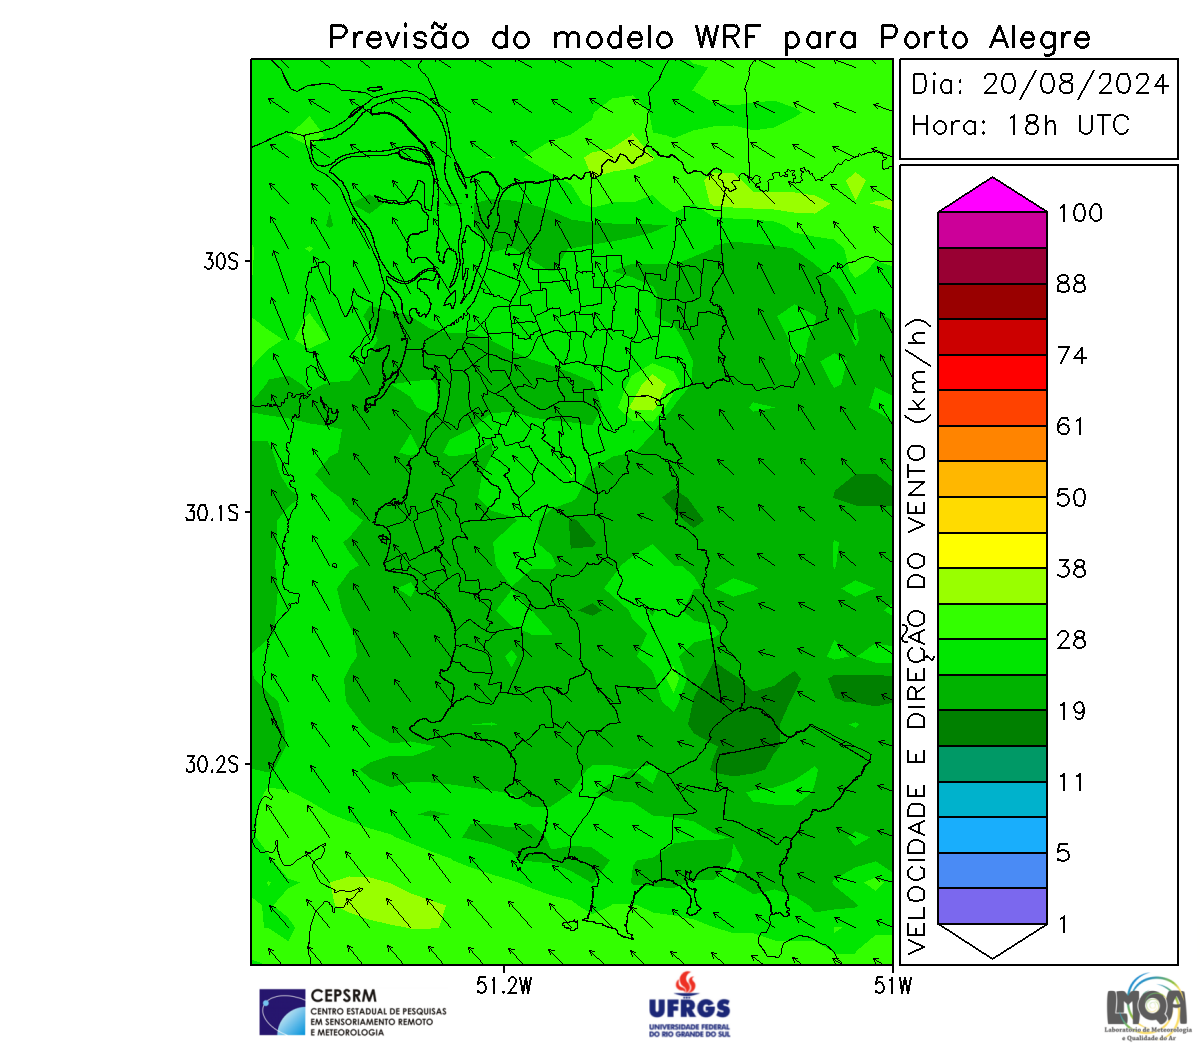 Previsão do modelo WRF para Porto Alegre
Dia: 20/08/2024
Hora: 18h UTC
30S
30.1S
30.2S
51.2W
51W
VELOCIDADE E DIREÇÃO DO VENTO (km/h)
100
88
74
61
50
38
28
19
11
5
1
CEPSRM
CENTRO ESTADUAL DE PESQUISAS
EM SENSORIAMENTO REMOTO
E METEOROLOGIA
UFRGS
UNIVERSIDADE FEDERAL
DO RIO GRANDE DO SUL
LMQA
Laboratório de Meteorologia
e Qualidade do Ar